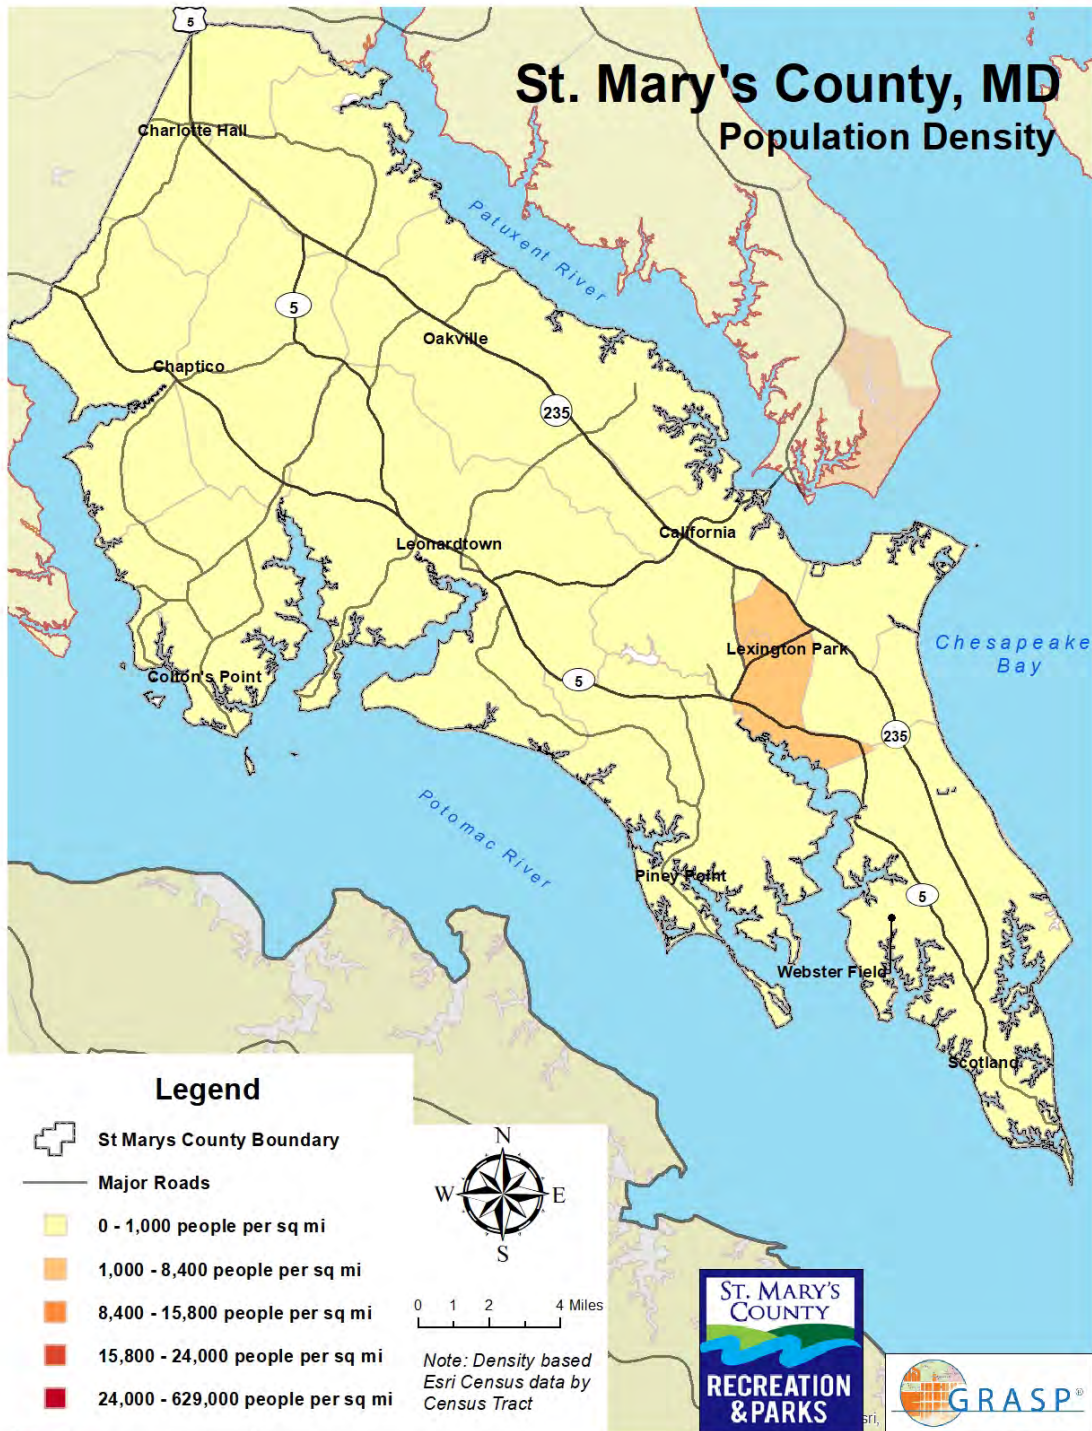 5
St. Mary's County, MD
Population Density
Charlotte Hall
Patuxent River
5
Oakville
Chaptico
235
California
Leonardtown
Chesapeake
Bay
Lexington Park
Colton's Point
5
235
Potomac River
Piney Point
5
Webster Field
Scotland
Legend
St Marys County Boundary
Major Roads
0 - 1,000 people per sq mi
1,000 - 8,400 people per sq mi
8,400 - 15,800 people per sq mi
15,800 - 24,000 people per sq mi
24,000 - 629,000 people per sq mi
N
W E
S
0 1 2 4 Miles
Note: Density based
Esri Census data by
Census Tract
ST. MARY'S
COUNTY
RECREATION
& PARKS
sri,
GRASP®